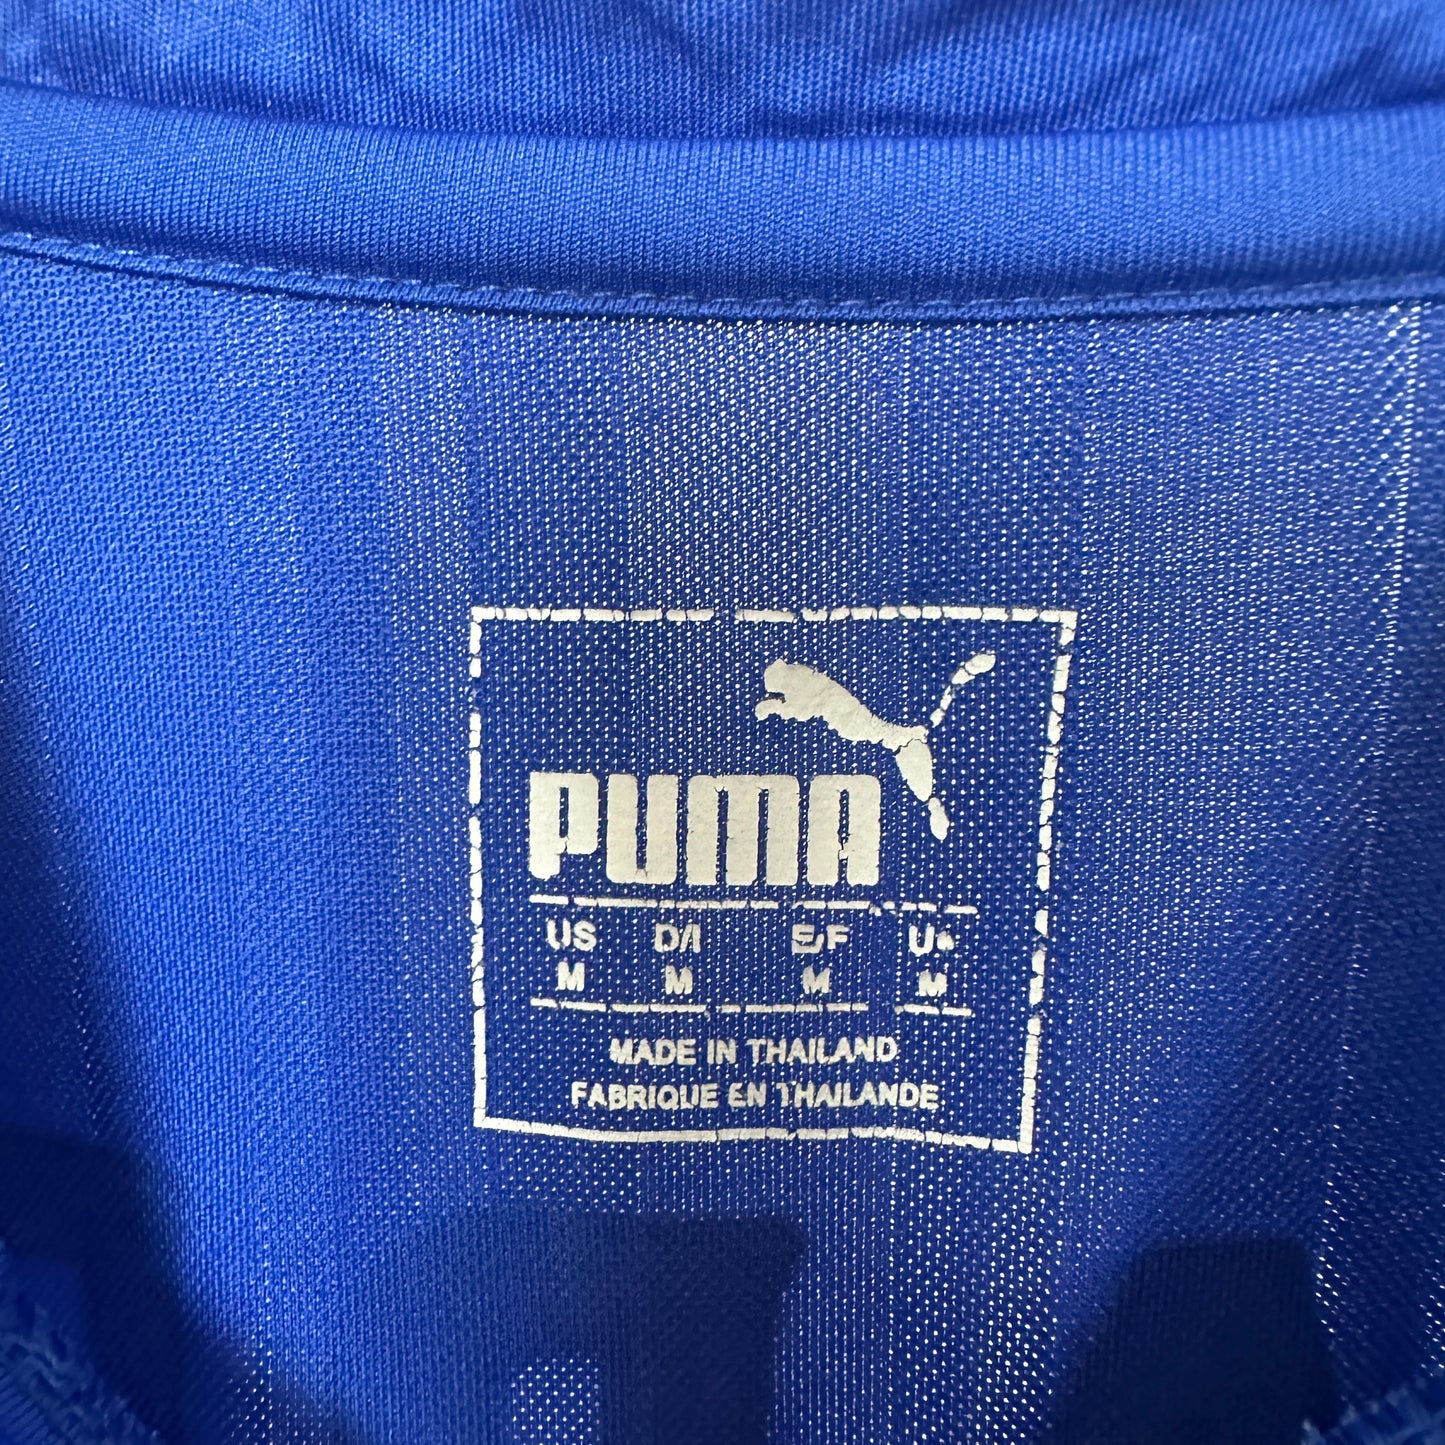 PUMA
US D/I E/F
M M M M
MADE IN THAILAND
FABRIQUE EN THAILANDE